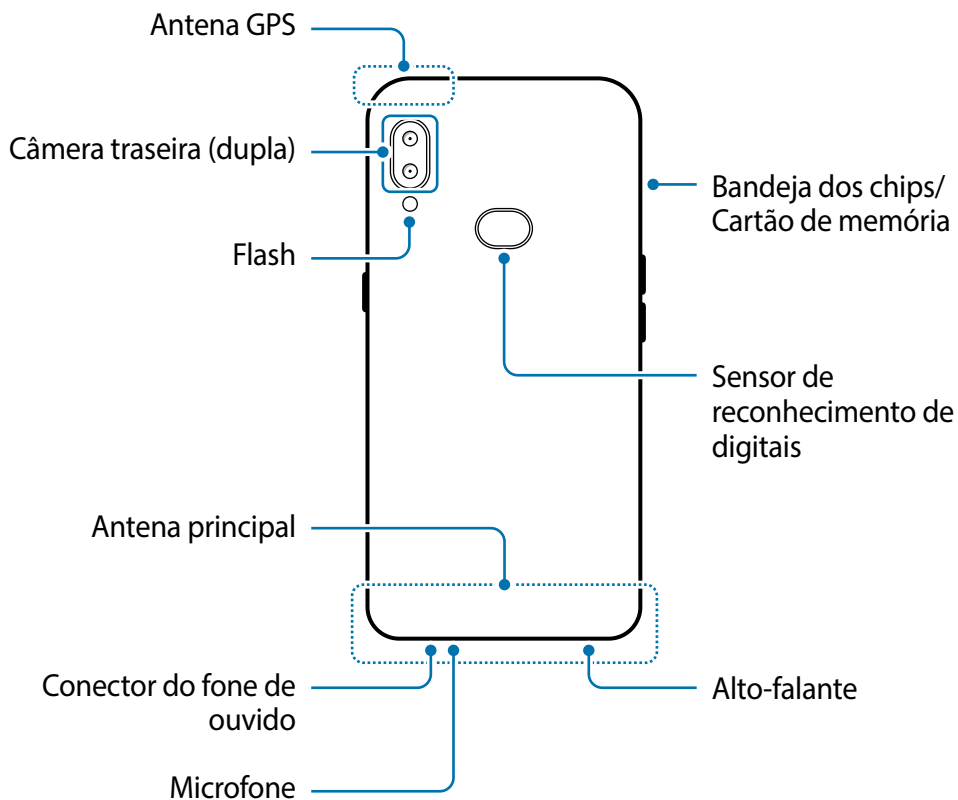 Antena GPS
Câmera traseira (dupla)
Flash
Bandeja dos chips/
Cartão de memória
Sensor de
reconhecimento de
digitais
Antena principal
Conector do fone de
ouvido
Alto-falante
Microfone